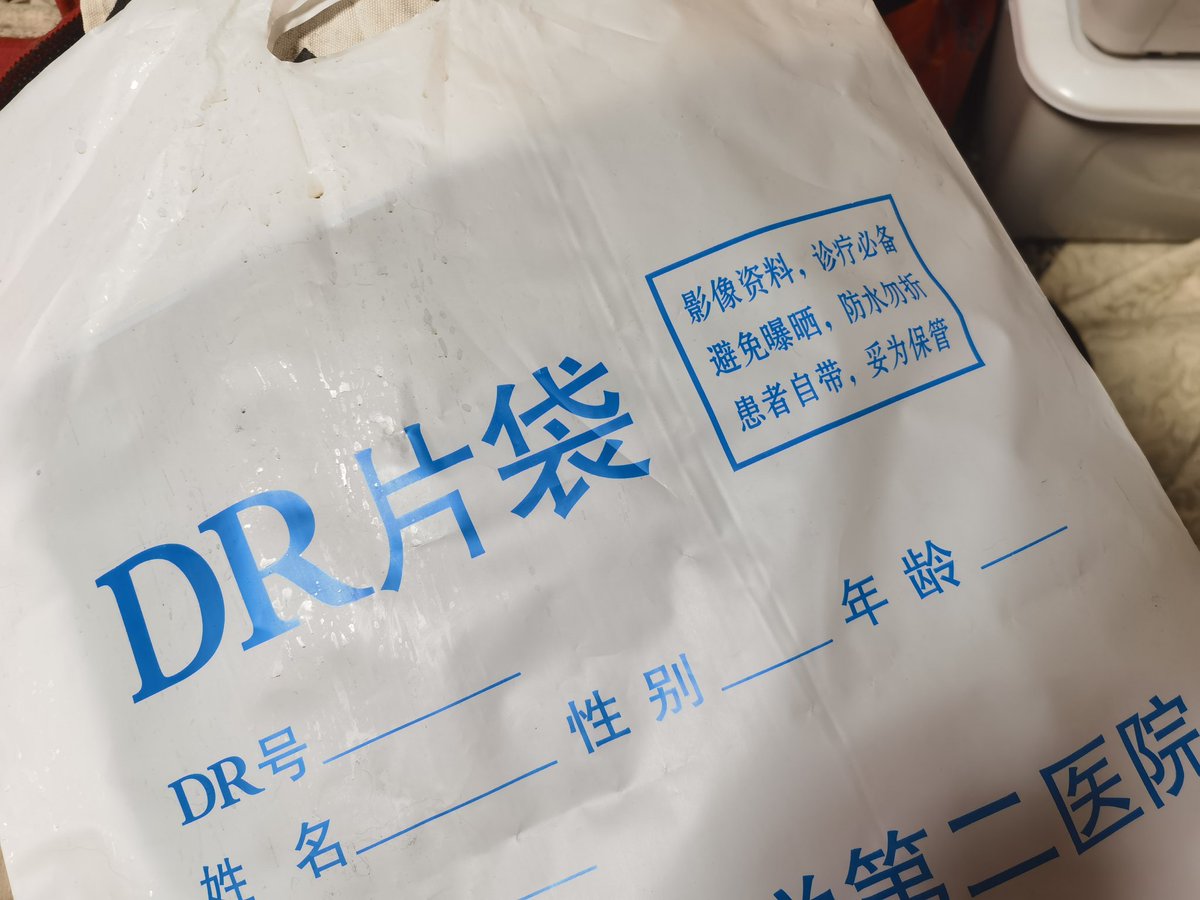 影像资料，诊疗必备
避免曝晒，防水勿折
患者自带，妥为保管
DR片袋
DR号
姓名 性别 年龄
第二医院